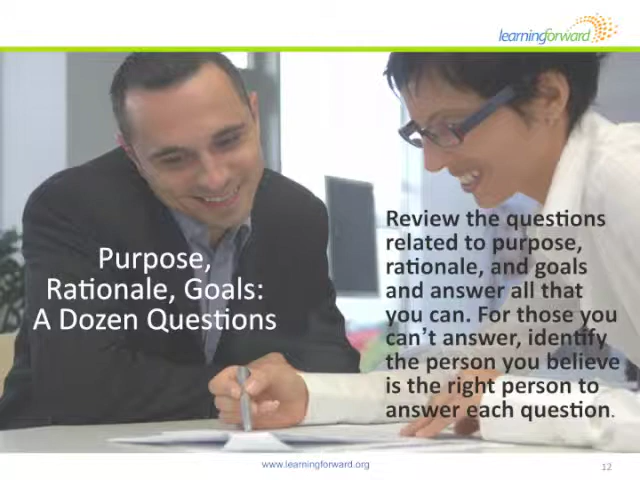 learningforward
Purpose,
Rationale, Goals:
A Dozen Questions
Review the questions
related to purpose,
rationale, and goals
and answer all that
you can. For those you
can’t answer, identify
the person you believe
is the right person to
answer each question.
www.learningforward.org
12